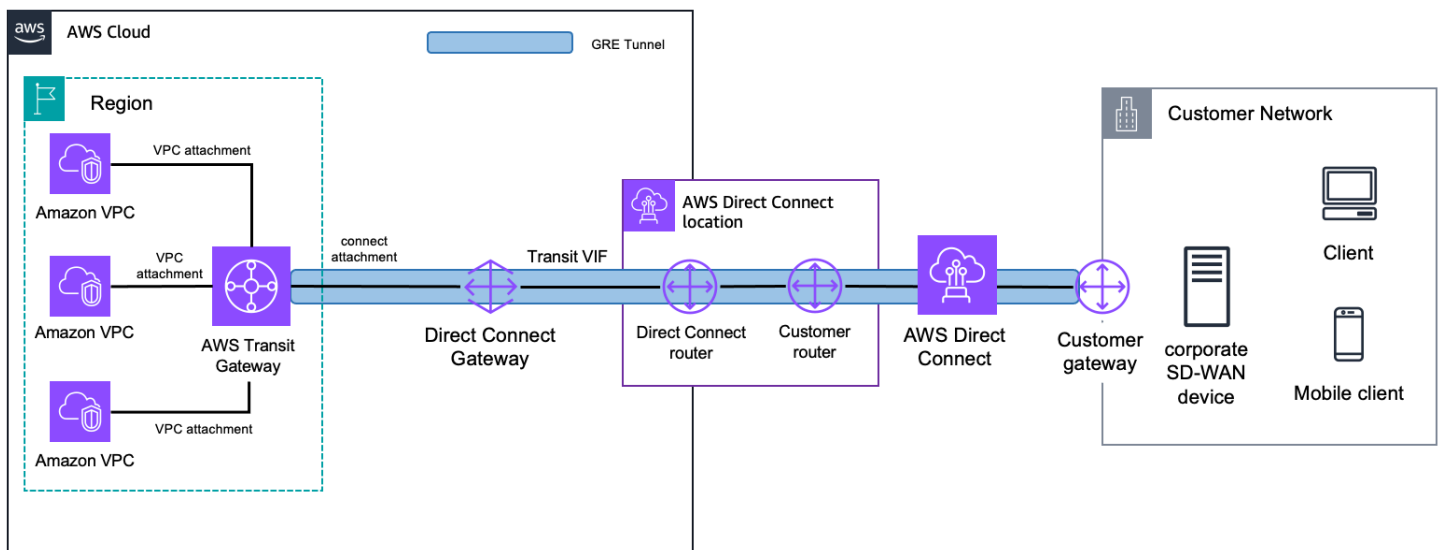 aws
AWS Cloud
GRE Tunnel
Region
VPC attachment
Amazon VPC
VPC
attachment
Amazon VPC
AWS Transit
Gateway
VPC attachment
Amazon VPC
connect
attachment
Direct Connect
Gateway
Transit VIF
AWS Direct Connect
location
Direct Connect
router
Customer
router
AWS Direct
Connect
Customer
gateway
Customer Network
corporate
SD-WAN
device
Client
Mobile client